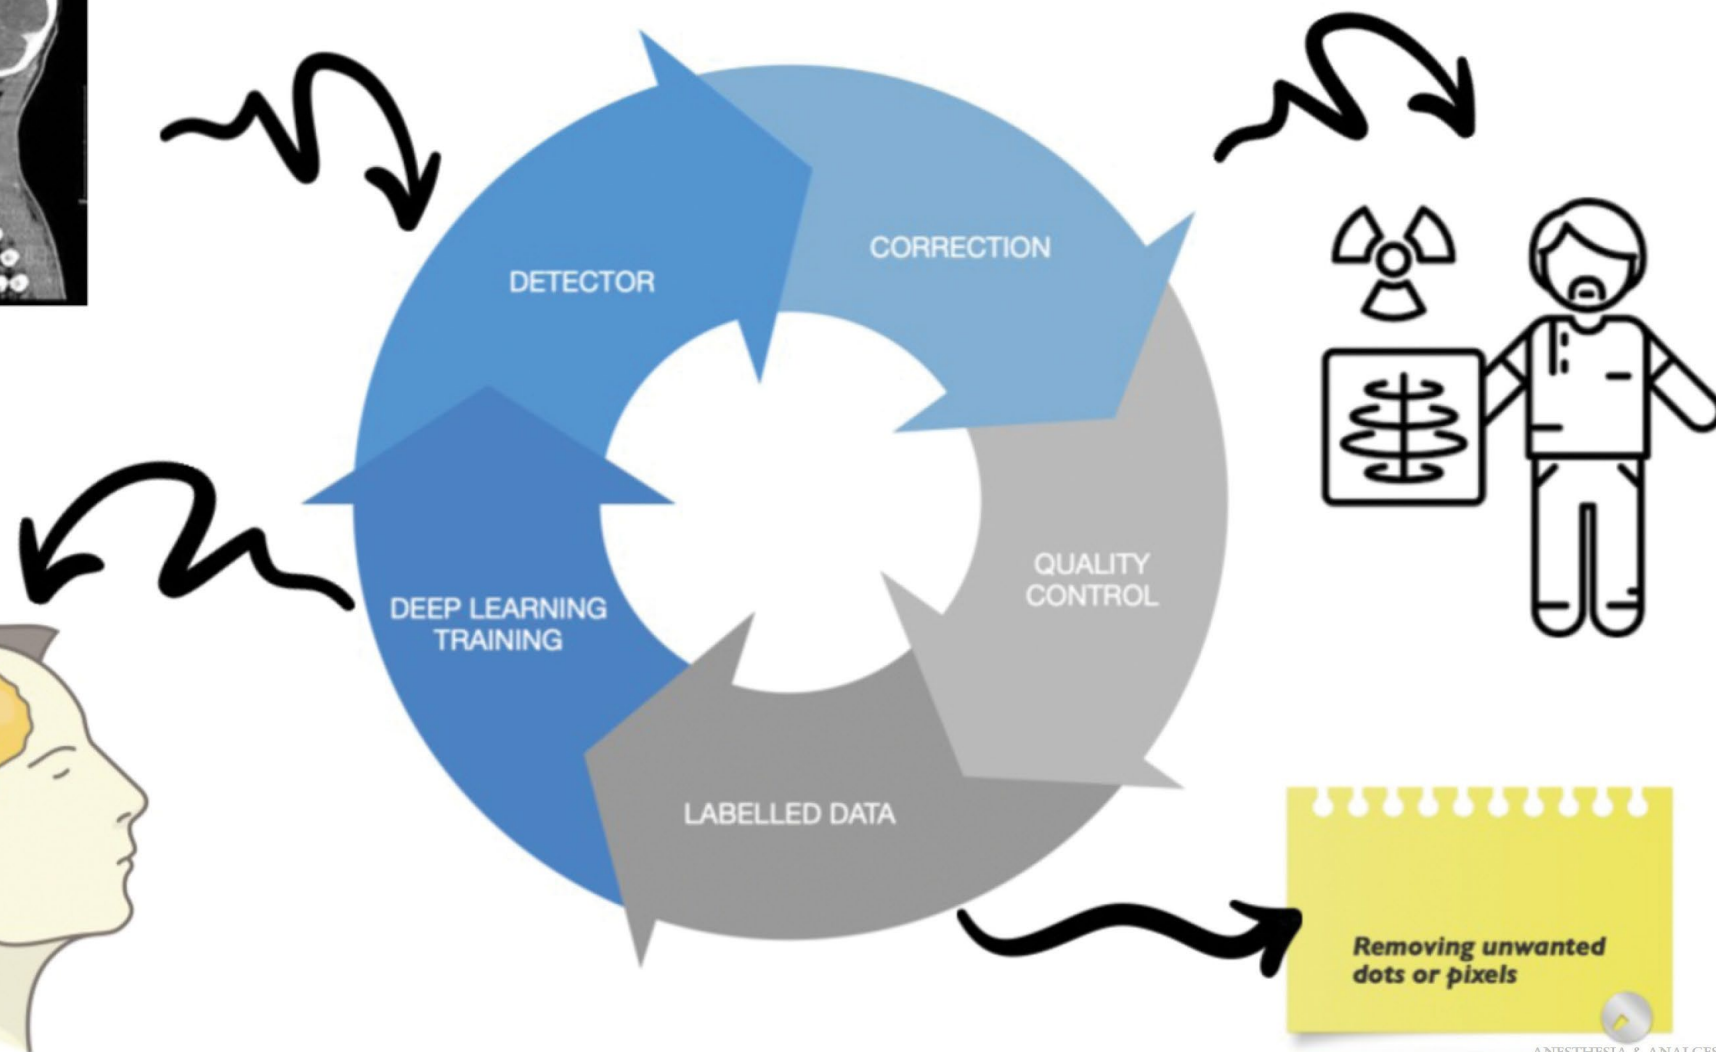 CORRECTION
DETECTOR
QUALITY
CONTROL
DEEP LEARNING
TRAINING
LABELLED DATA
Removing unwanted
dots or pixels